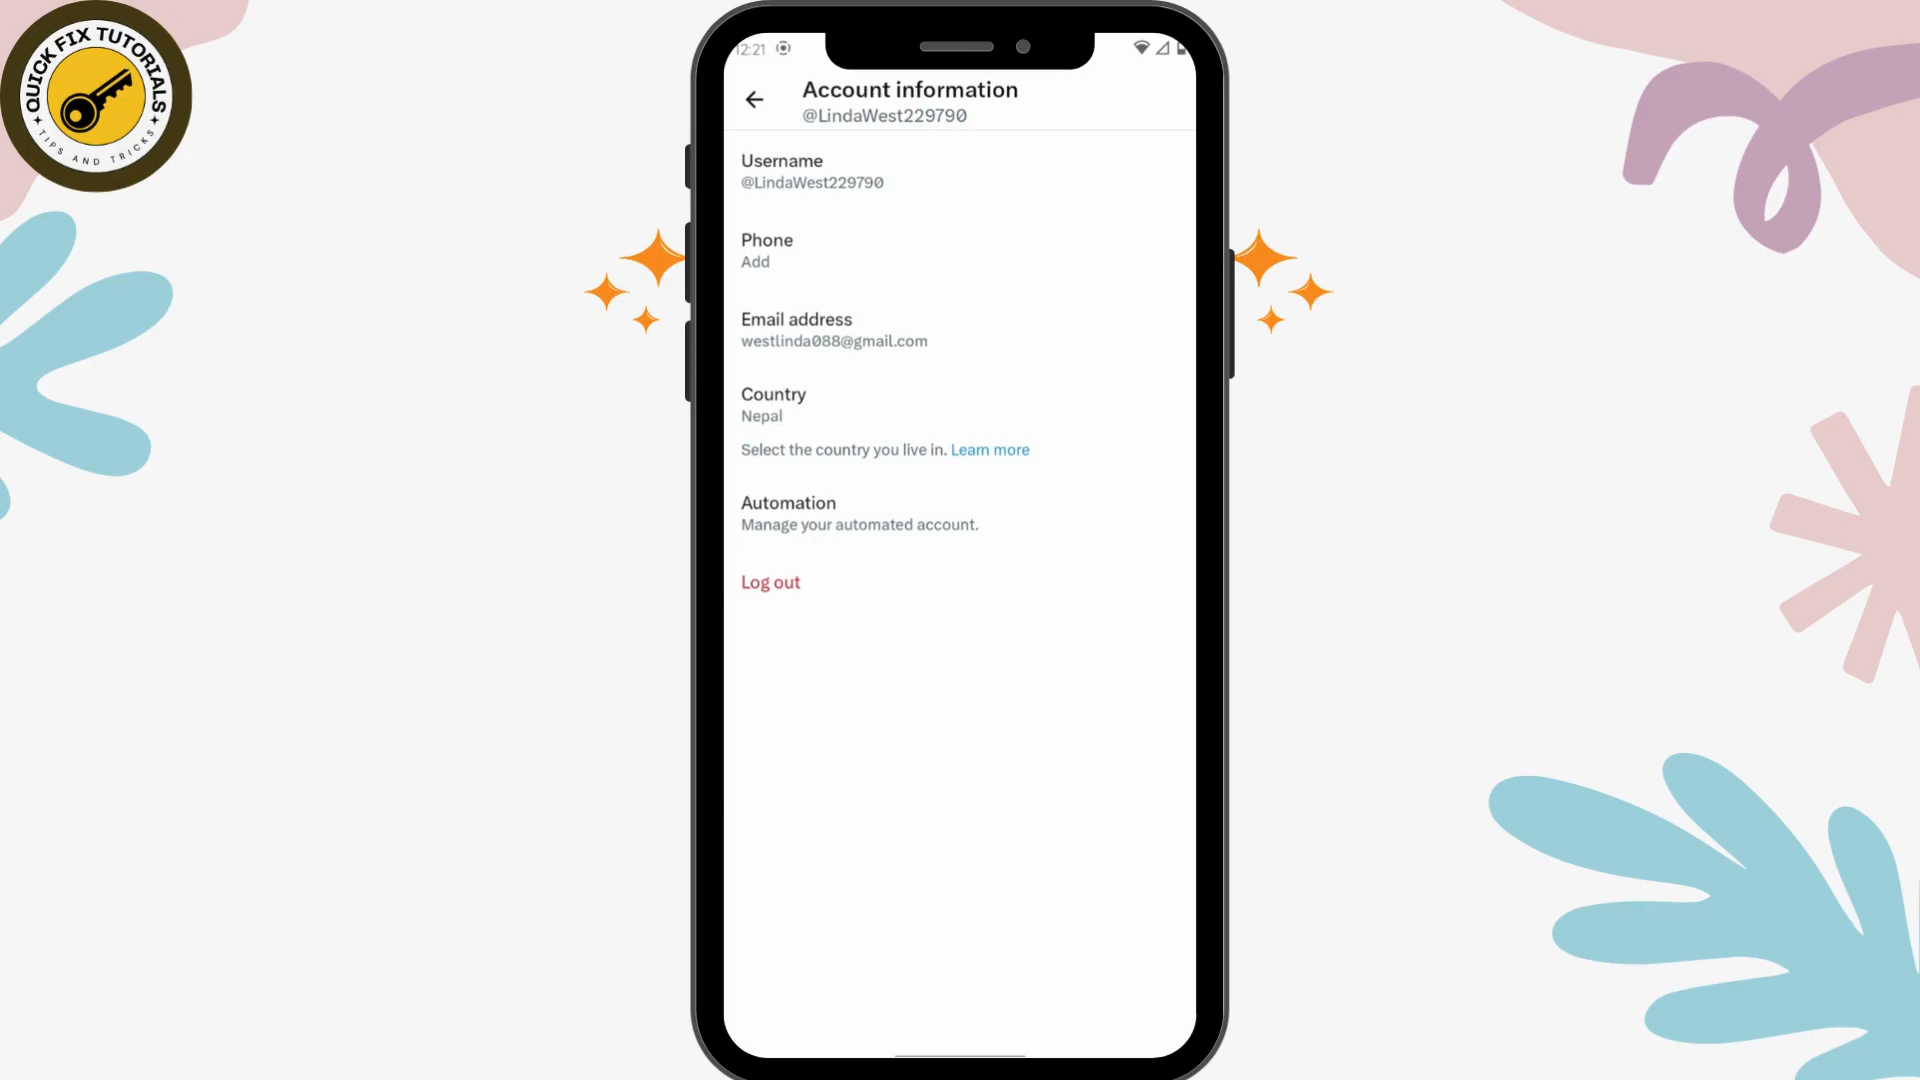 QUICK FIX TUTORIALS
TIPS AND TRICKS
12:21
Account information
@LindaWest229790
Username
@LindaWest229790
Phone
Add
Email address
westlinda088@gmail.com
Country
Nepal
Select the country you live in. Learn more
Automation
Manage your automated account.
Log out